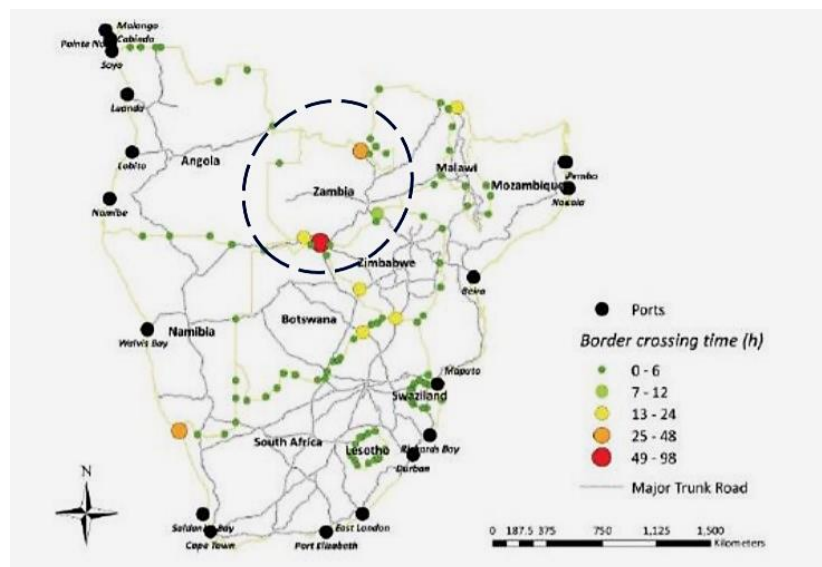 Malongo
Cabinda
Pointe No
Soyo
Luanda
Lobito
Angola
Namibe
Zambia
Malawi
Mozambique
Pemba
Nacala
Zimbabwe
Beira
Botswana
Namibia
Walvis Bay
Maputo
Swaziland
South Africa
Lesotho
Richards Bay
Durban
East London
Port Elizabeth
Cape Town
Ports
Border crossing time (h)
0 - 6
7 - 12
13 - 24
25 - 48
49 - 98
Major Trunk Road
N
0 187.5 375 750 1,125 1,500
Kilometers